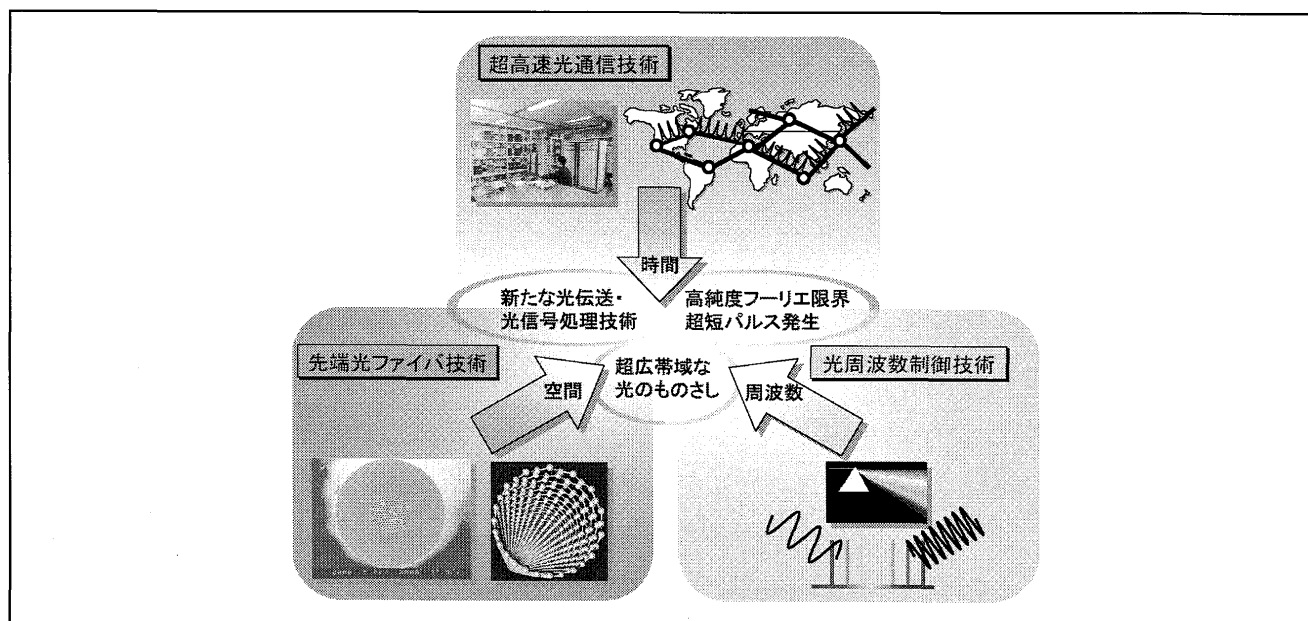 超高速光通信技術
時間
新たな光伝送・
光信号処理技術
高純度フーリエ限界
超短パルス発生
先端光ファイバ技術
空間
超広帯域な
光のものさし
周波数
光周波数制御技術